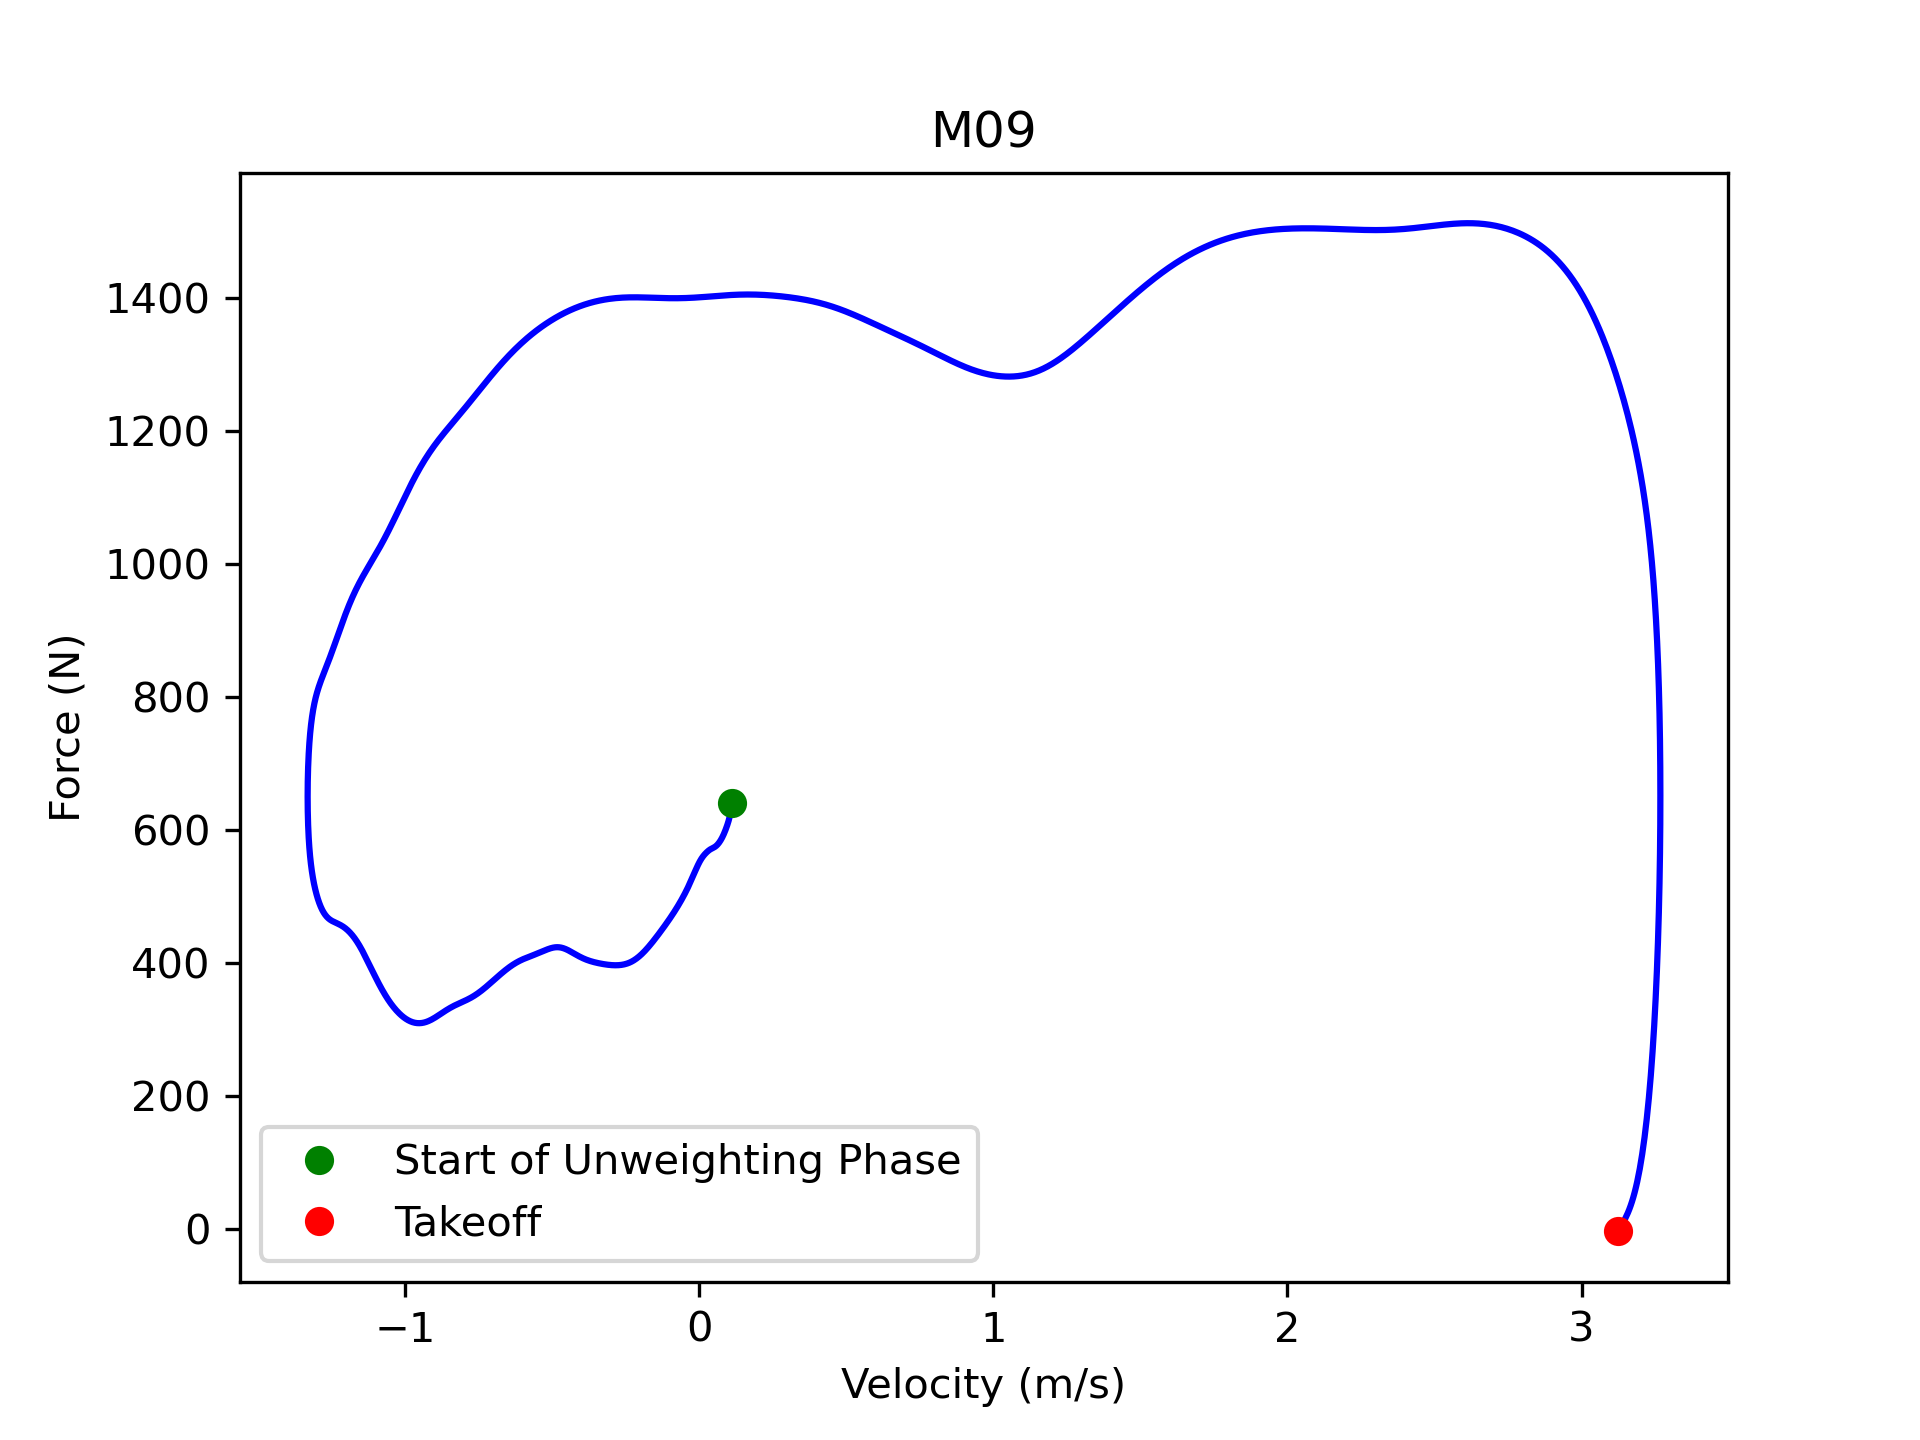 M09
1400
1200
1000
800
600
400
200
0
Force (N)
Start of Unweighting Phase
Takeoff
−1 0 1 2 3
Velocity (m/s)